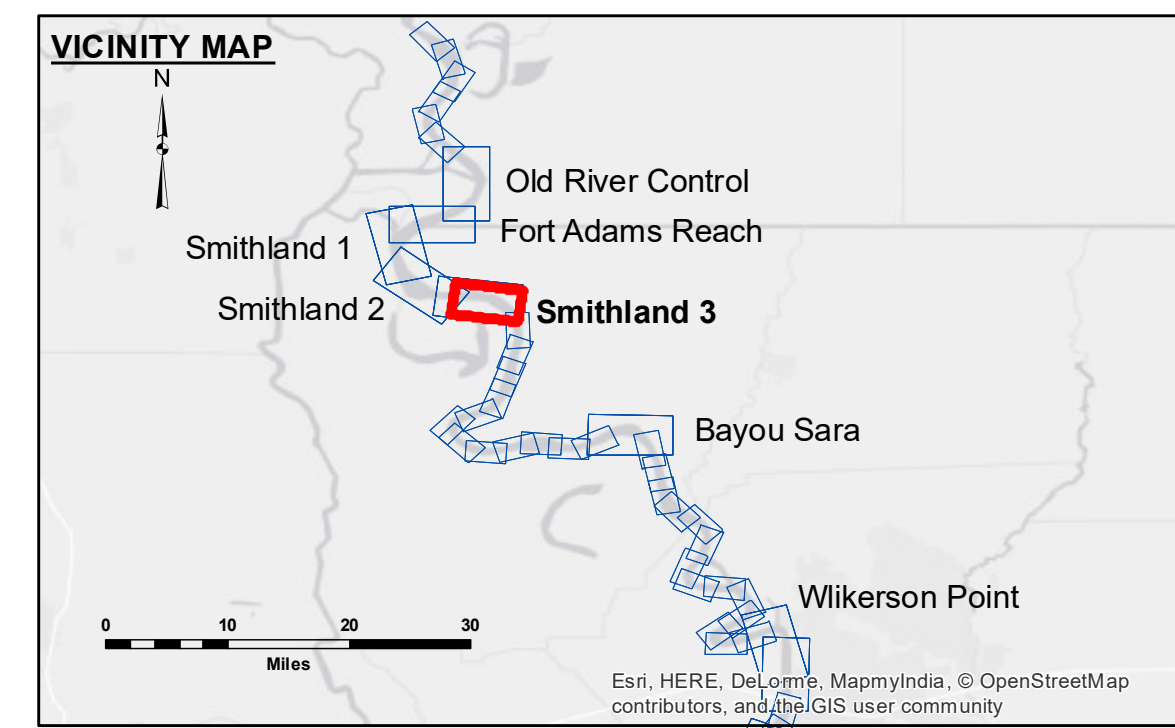 VICINITY MAP
N
Old River Control
Fort Adams Reach
Smithland 1
Smithland 2
Smithland 3
Bayou Sara
Wlikerson Point
0 10 20 30
Miles
Esri, HERE, DeLorme, MapmyIndia, © OpenStreetMap
contributors, and the GIS user community